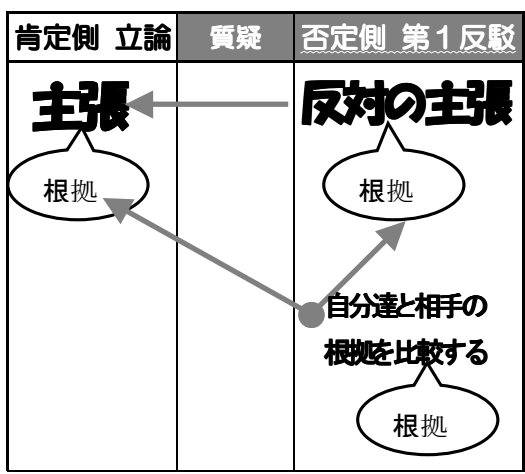 肯定側 立論
質疑
否定側 第1反駁
主張
反対の主張
根拠
根拠
自分達と相手の
根拠を比較する
根拠